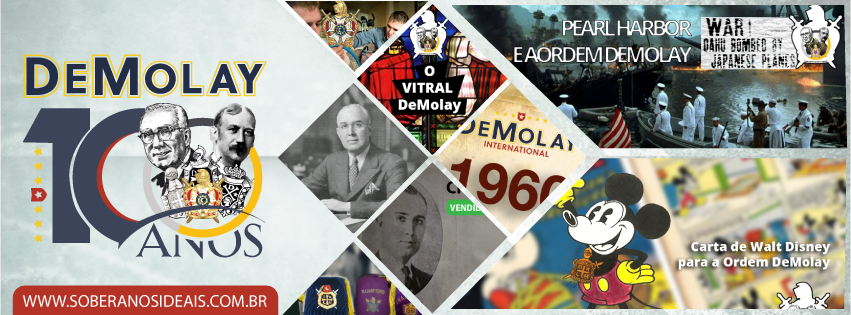 DEMOLAY
100
ANOS
WWW.SOBERANOSIDEAIS.COM.BR
O
VITRAL
DeMolay
DEMOLAY
INTERNATIONAL
1960
VENDID
PEARL HARBOR
E A ORDEM DEMOLAY
WAR!
OAHU BOMBED BY
JAPANESE PLANES
Carta de Walt Disney
para a Ordem DeMolay